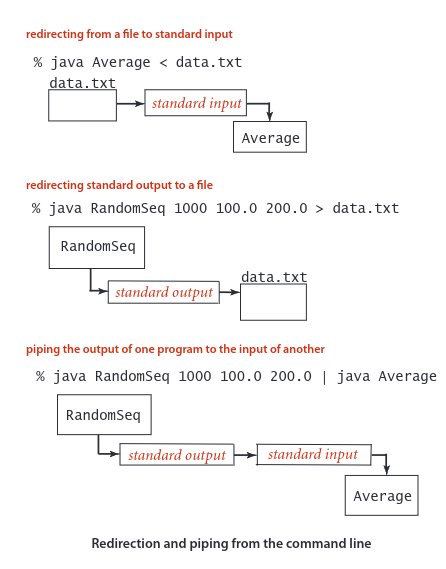 redirecting from a file to standard input
% java Average < data.txt
data.txt
standard input
Average
redirecting standard output to a file
% java RandomSeq 1000 100.0 200.0 > data.txt
RandomSeq
data.txt
standard output
piping the output of one program to the input of another
% java RandomSeq 1000 100.0 200.0 | java Average
RandomSeq
standard output
standard input
Average
Redirection and piping from the command line